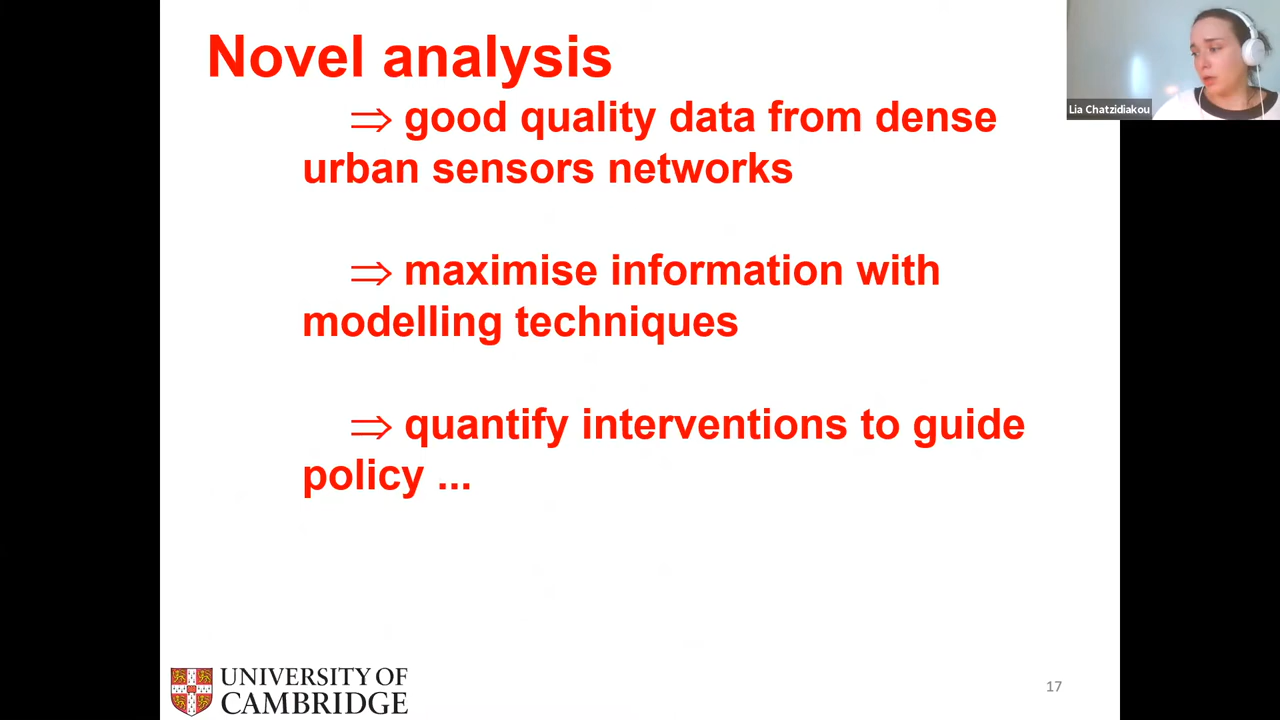 Novel analysis
⇒ good quality data from dense
urban sensors networks
⇒ maximise information with
modelling techniques
⇒ quantify interventions to guide
policy ...
Lia Chatzidiakou
UNIVERSITY OF
CAMBRIDGE
17